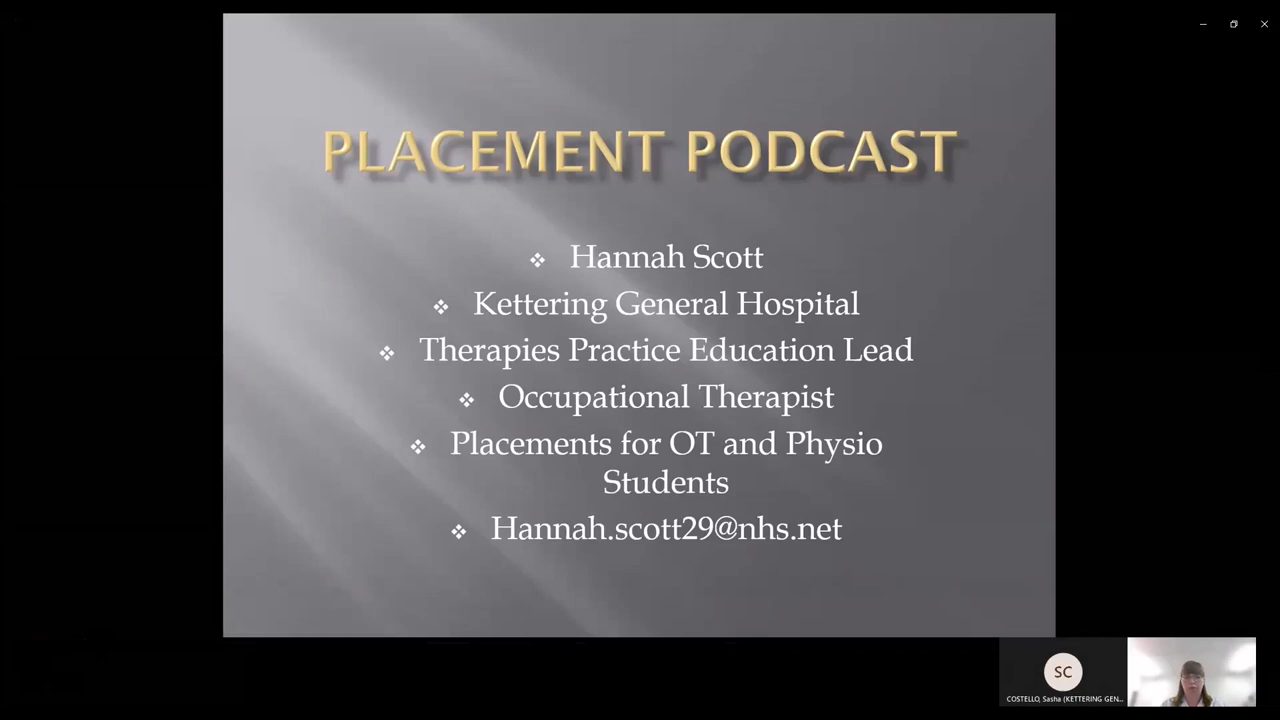 PLACEMENT PODCAST
Hannah Scott
Kettering General Hospital
Therapies Practice Education Lead
Occupational Therapist
Placements for OT and Physio
Students
Hannah.scott29@nhs.net
SC
COSTELLO, Sasha (KETTERING GEN...